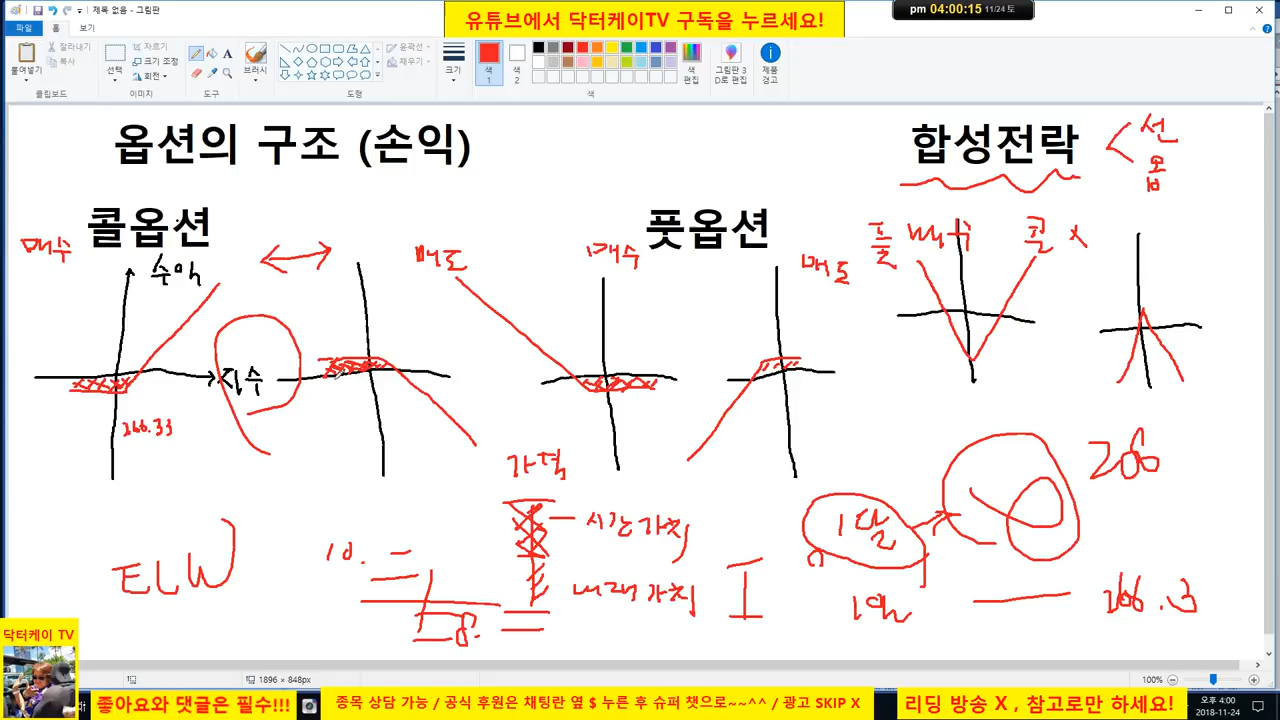 유튜브에서 닥터케이TV 구독을 누르세요!
pm 04:00:15 11/24 토
제목 없음 - 그림판
파일 홈 보기
붙여넣기
잘라내기
복사
클립보드
선택
자르기
크기 조정
회전
이미지
A
도구
브러시
윤곽선
채우기
도형
크기
색 1
색 2
색
색 편집
그림판 3D로 편집
제품 경고
옵션의 구조 (손익)
합성전략
선
옵
콜옵션
풋옵션
매수
수익
매도
매수
매도
풋 매수
콜 x
지수
266.33
가격
시간가치
내재가치
ELW
10.
8.
1달
1일
266
266.3
닥터케이 TV
1896 × 848px
100%
좋아요와 댓글은 필수!!!
종목 상담 가능 / 공식 후원은 채팅란 옆 $ 누른 후 슈퍼 챗으로~~^^ / 광고 SKIP X
리딩 방송 X , 참고로만 하세요!
오후 4:00
2018-11-24